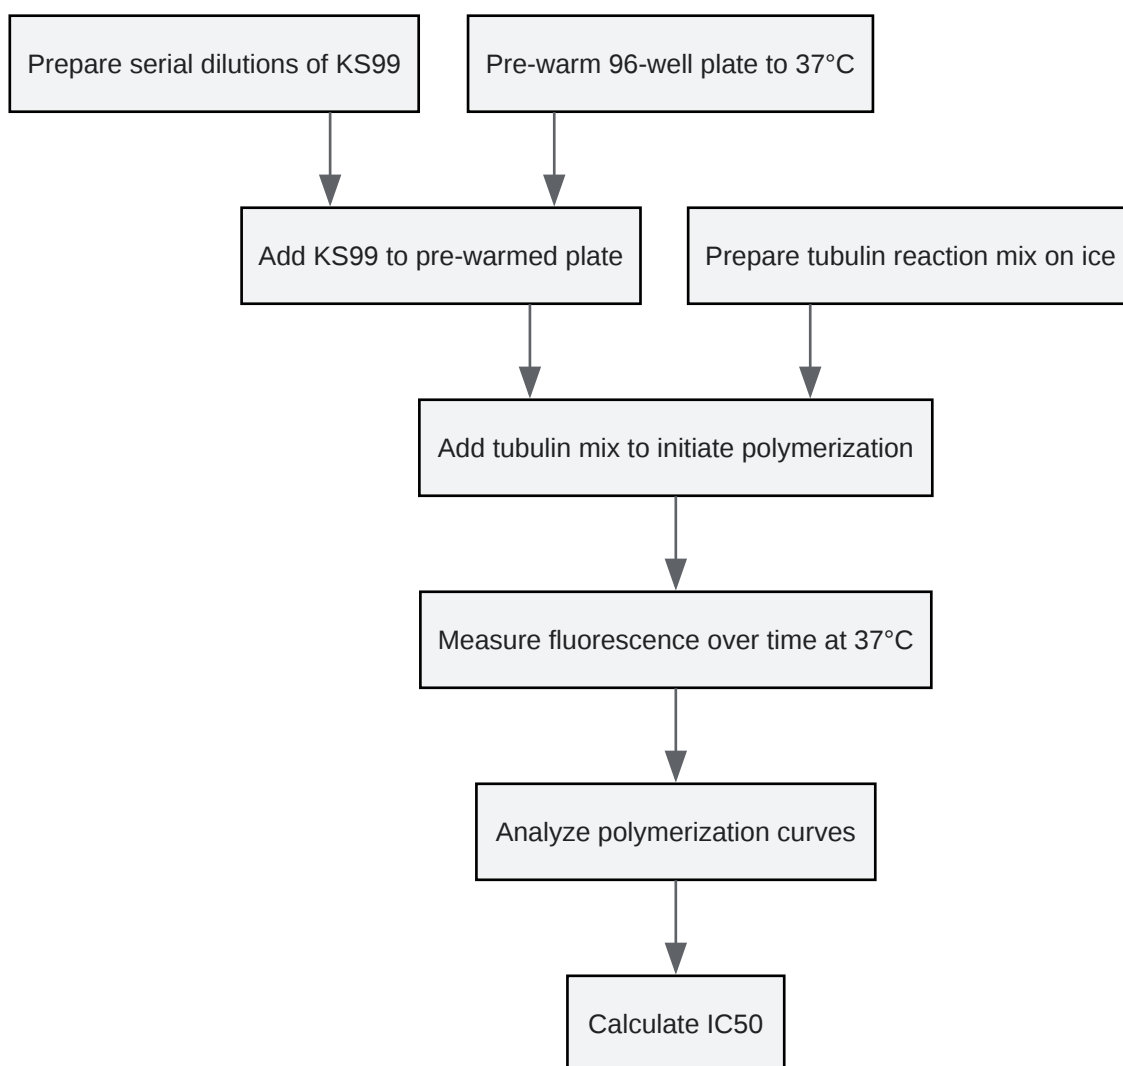 Prepare serial dilutions of KS99
Pre-warm 96-well plate to 37°C
Add KS99 to pre-warmed plate
Prepare tubulin reaction mix on ice
Add tubulin mix to initiate polymerization
Measure fluorescence over time at 37°C
Analyze polymerization curves
Calculate IC50